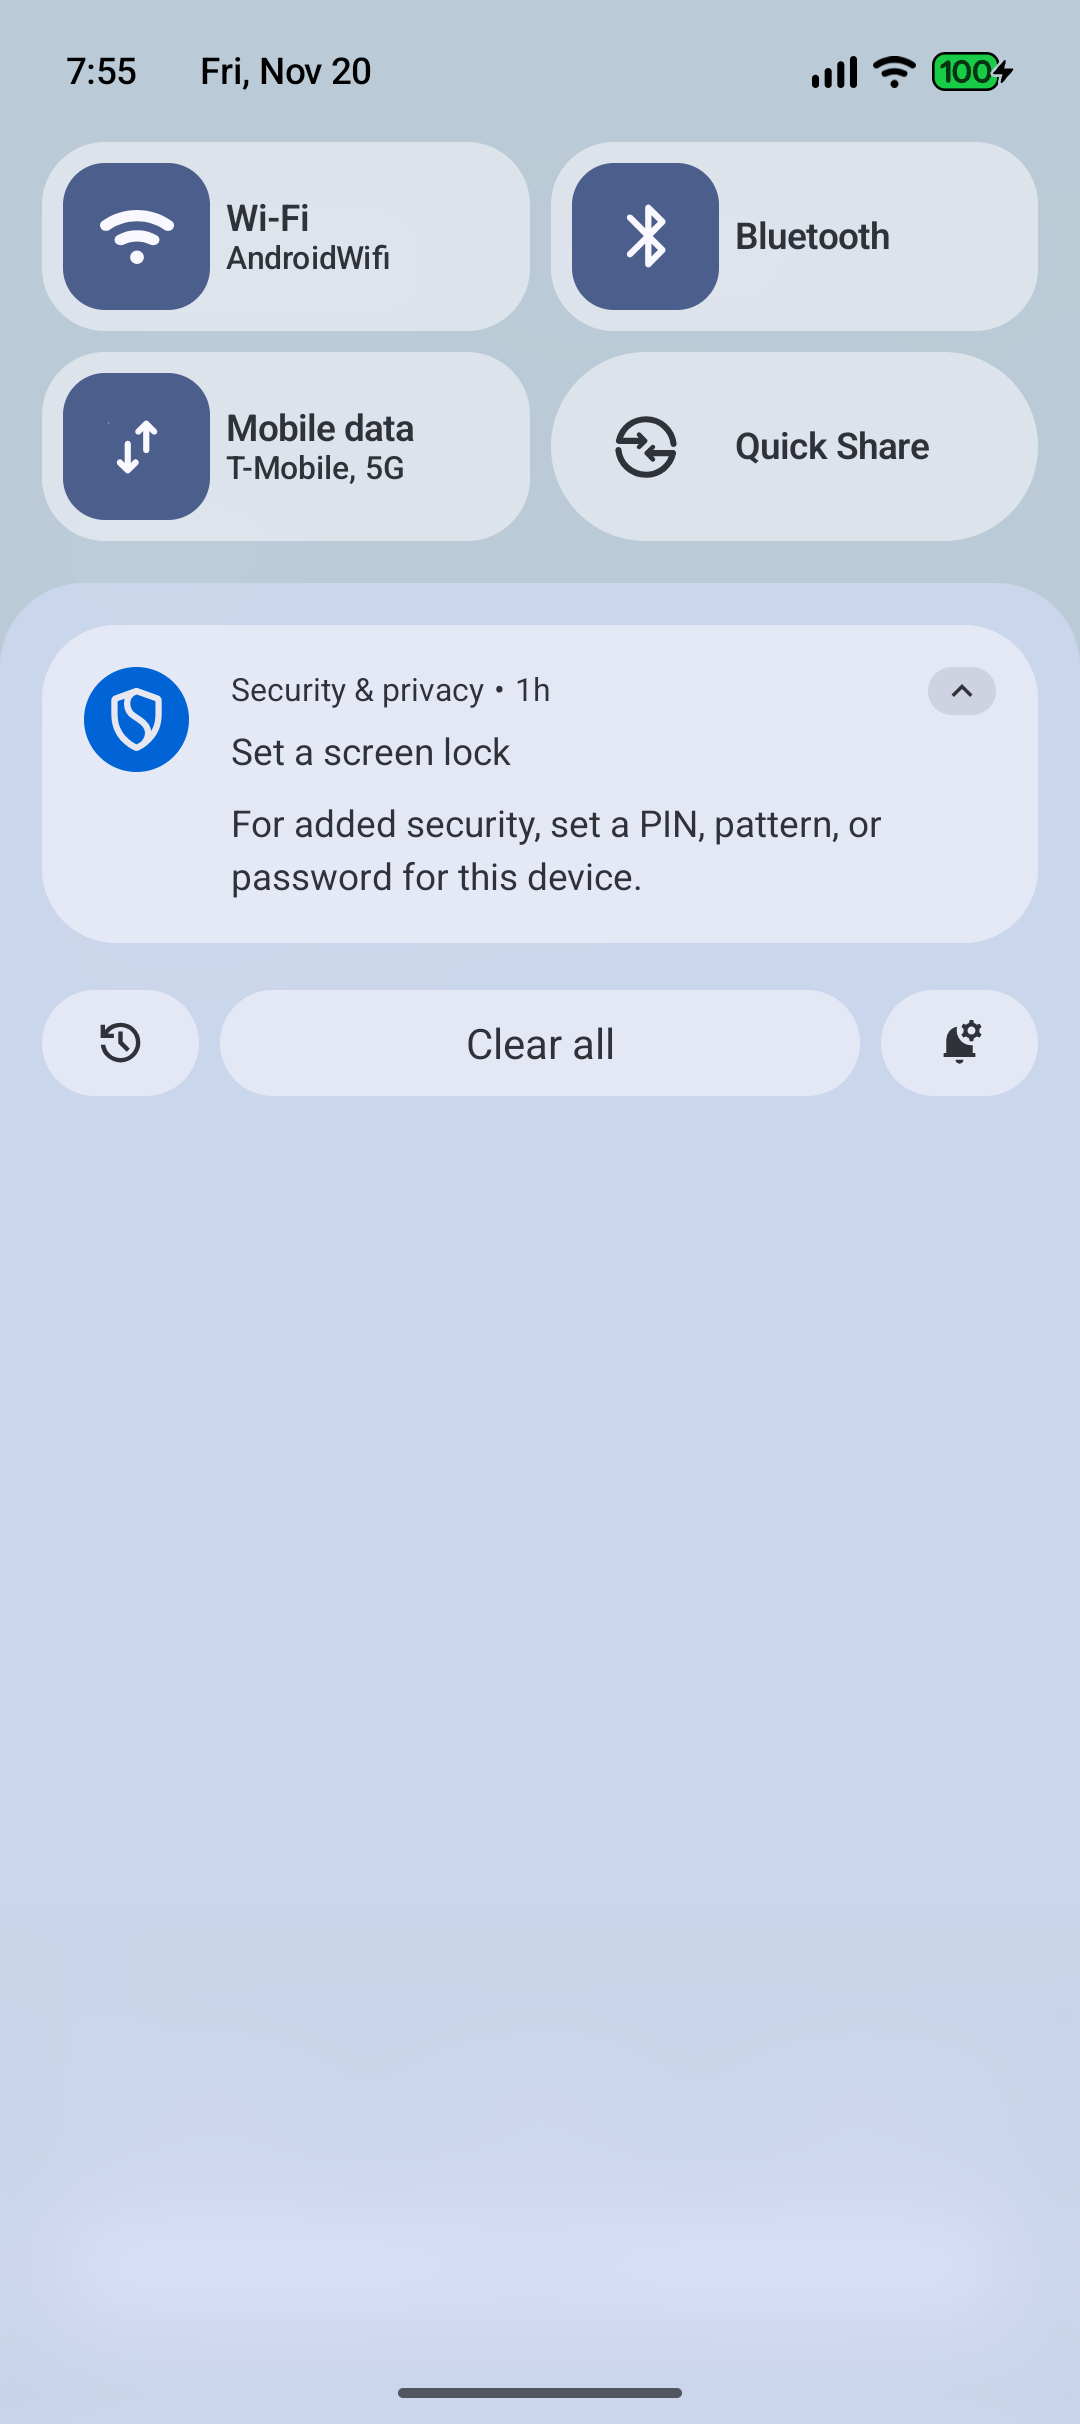 7:55 Fri, Nov 20 100
Wi-Fi
AndroidWifi
Bluetooth
Mobile data
T-Mobile, 5G
Quick Share
Security & privacy • 1h
Set a screen lock
For added security, set a PIN, pattern, or
password for this device.
Clear all